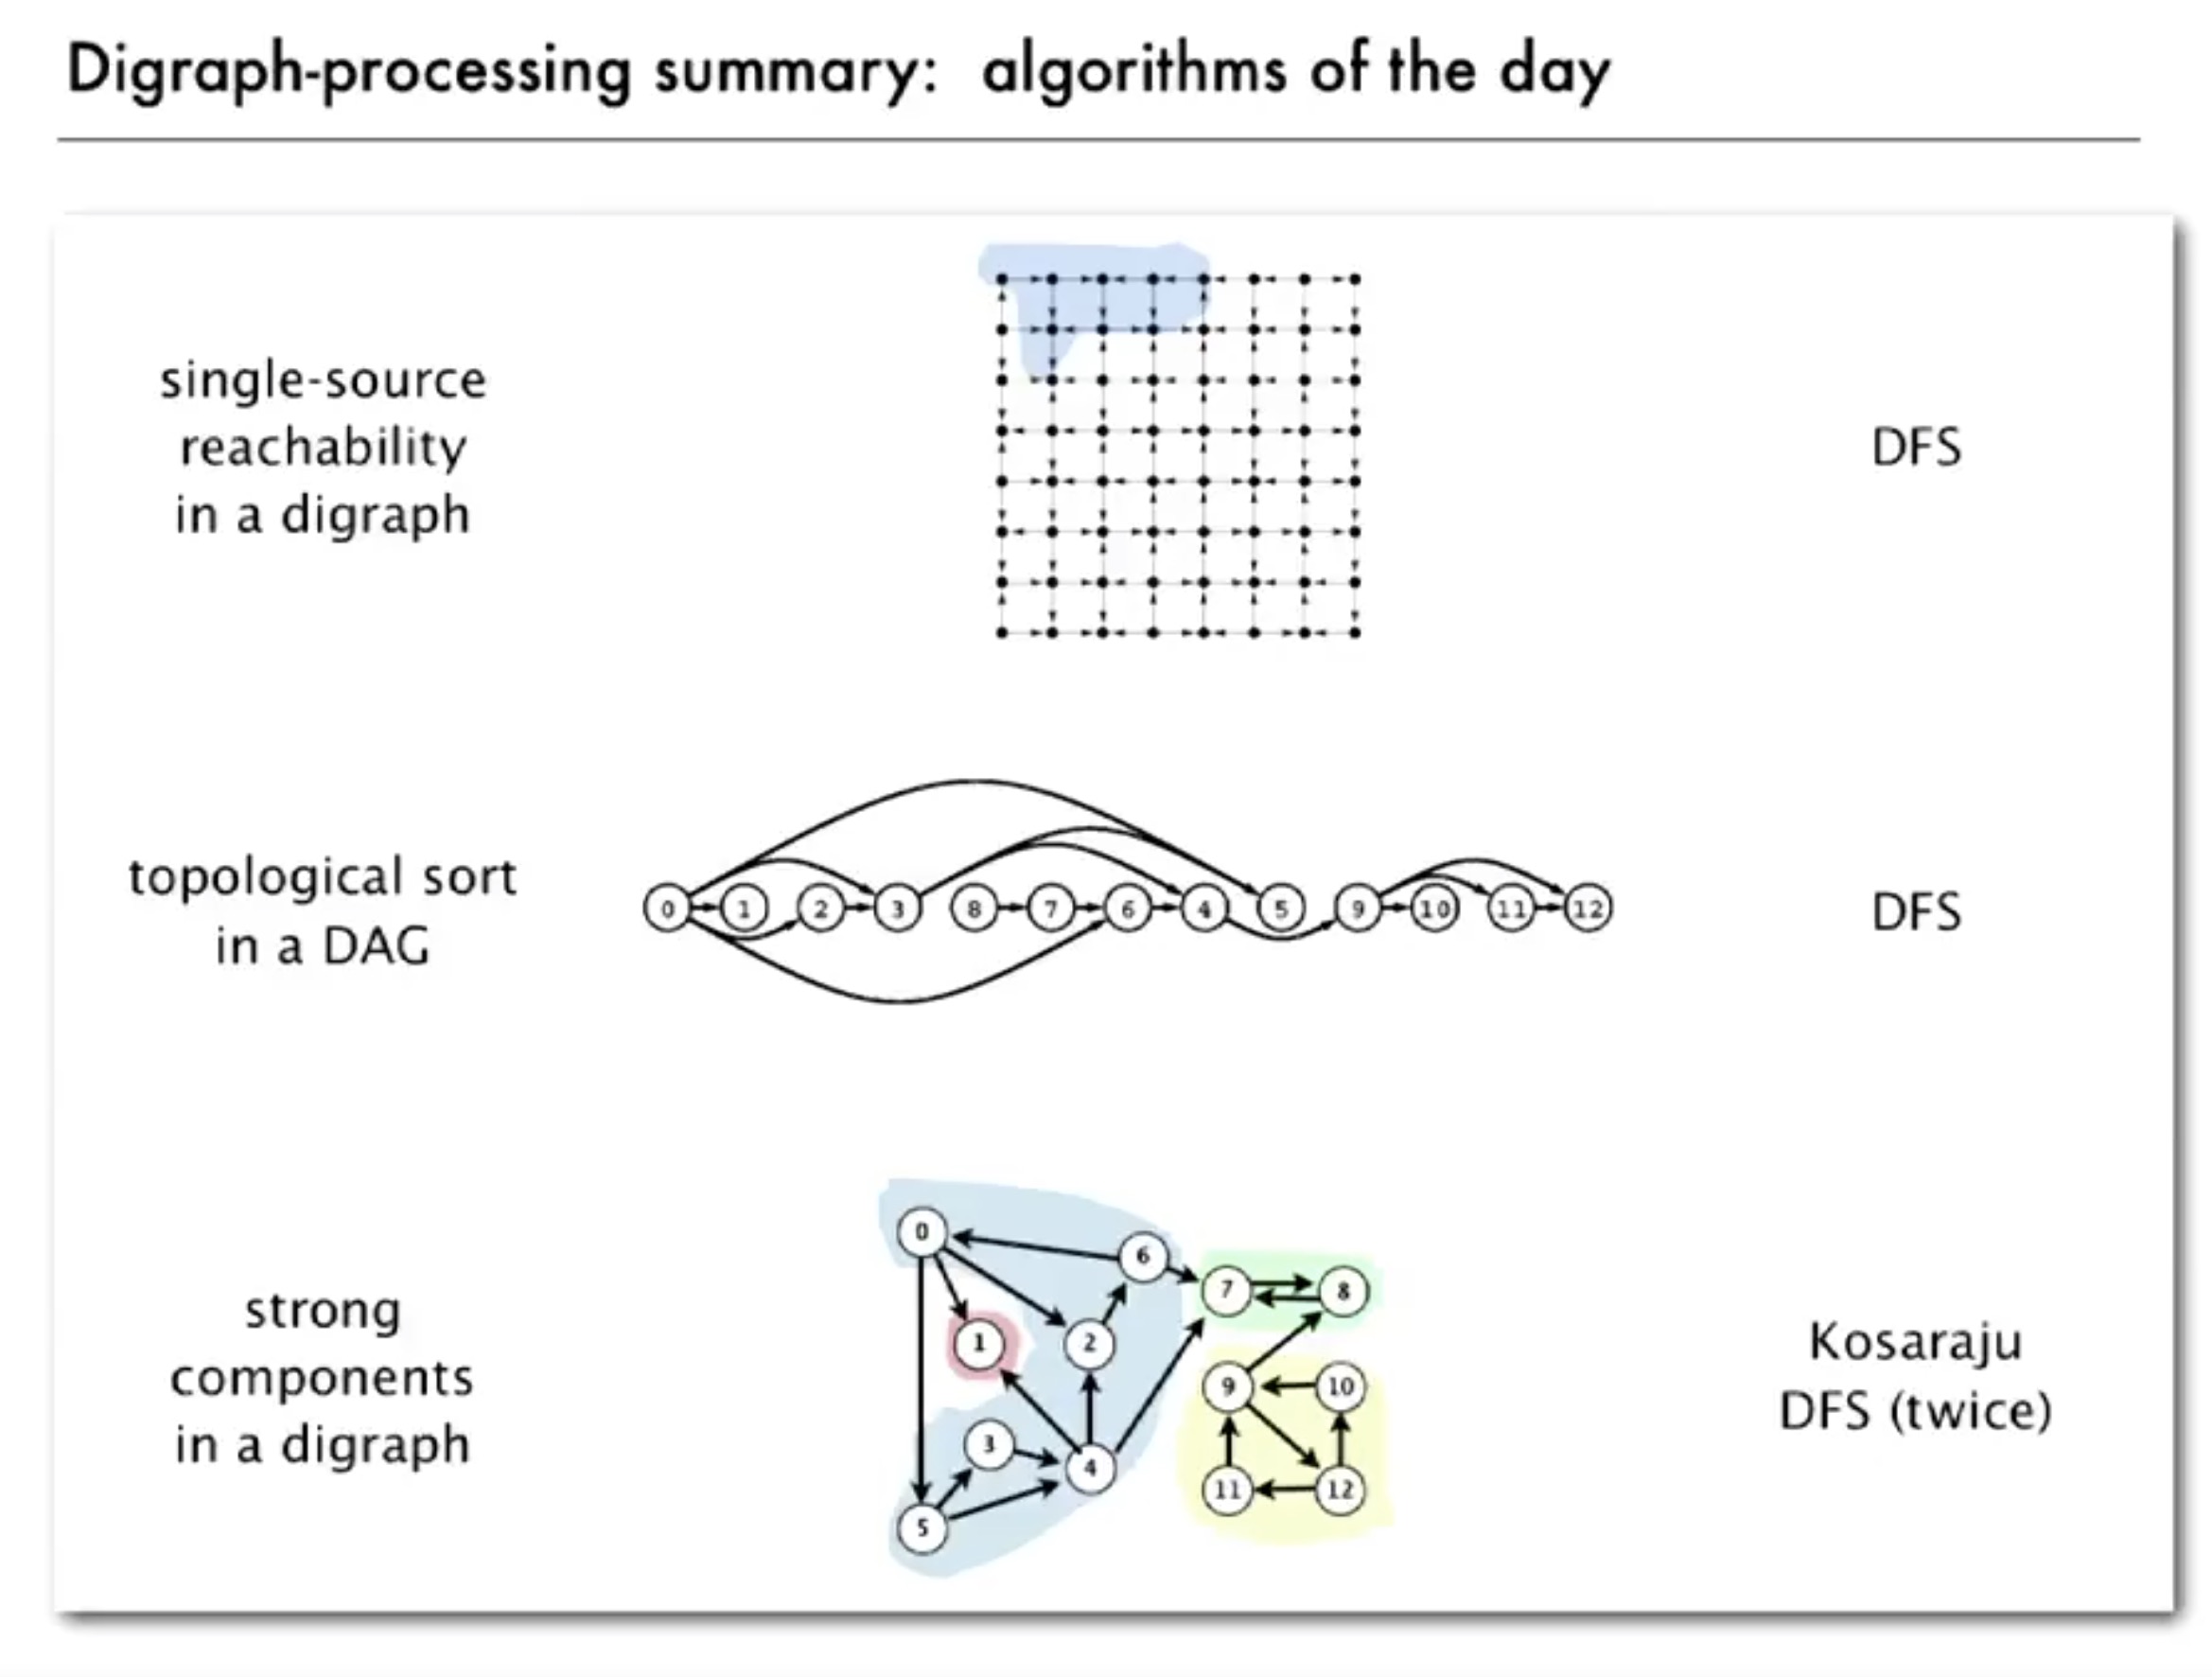 Digraph-processing summary: algorithms of the day
single-source
reachability
in a digraph
DFS
topological sort
in a DAG
0 1 2 3 8 7 6 4 5 9 10 11 12
DFS
strong
components
in a digraph
0
6
7
8
1
2
9
10
3
4
11
12
5
Kosaraju
DFS (twice)